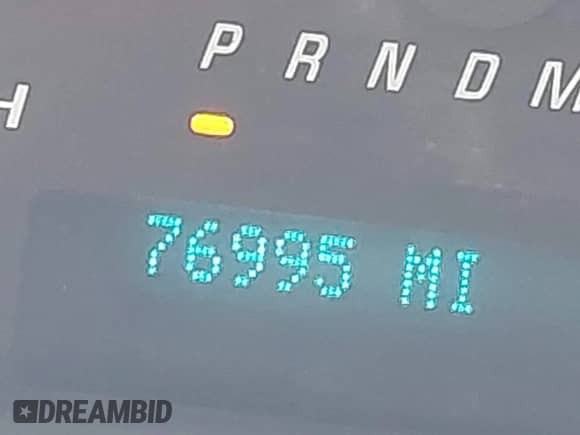 P R N D M
H
76995 MI
DREAMBID